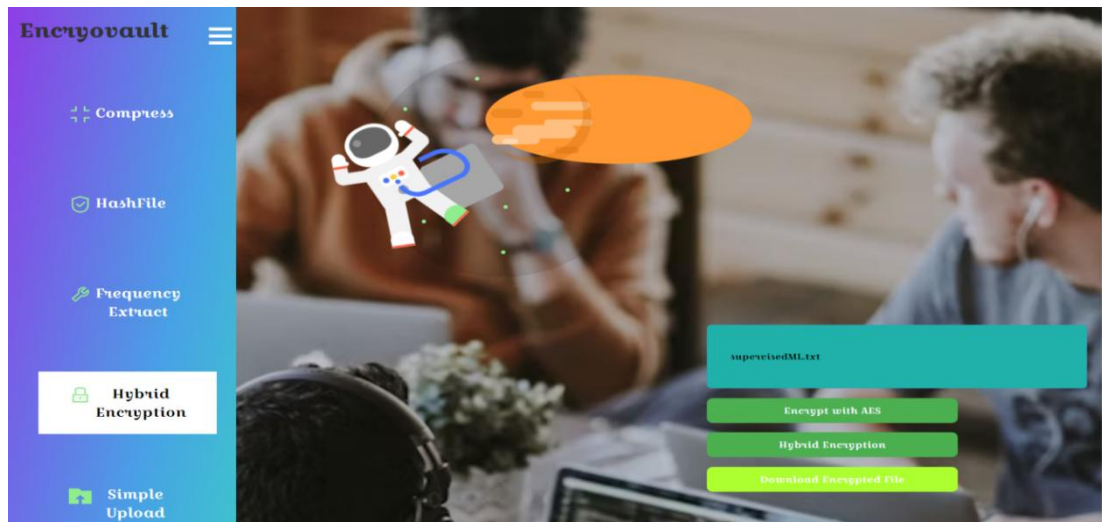 Encryovault
Compress
HashFile
Frequency
Extract
Hybrid
Encryption
Simple
Upload
supervisedML.txt
Encrypt with AES
Hybrid Encryption
Download Encrypted File